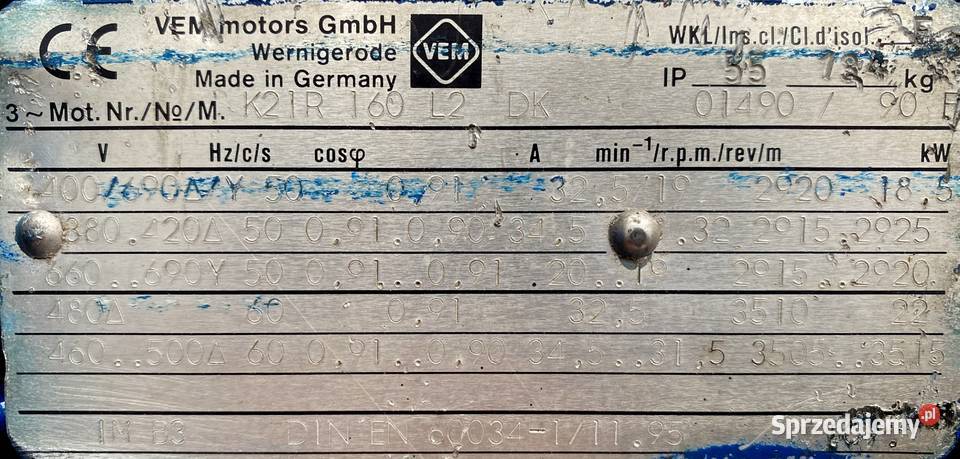 VEM motors GmbH
Wernigerode
Made in Germany
CE
VEM
WKL/Ins.cl./Cl.d'isol F
IP 55 kg
3~Mot. Nr./№/M. K21R 160 L2 DK 01490 / 90
V Hz/c/s cosφ A min⁻¹/r.p.m./rev/m kW
400/690Δ/Y 50 0,91 32,5/19 2920 18,5
380..420Δ 50 0,91..0,90 34,5 32 2915..2925
660..690Y 50 0,91..0,91 20 19 2915..2920
480Δ 60 0,91 32,5 3510 22
460..500Δ 60 0,91..0,90 34,5..31,5 3505..3515
IM B3 DIN EN 60034-1/11.95
Sprzedajemy.pl